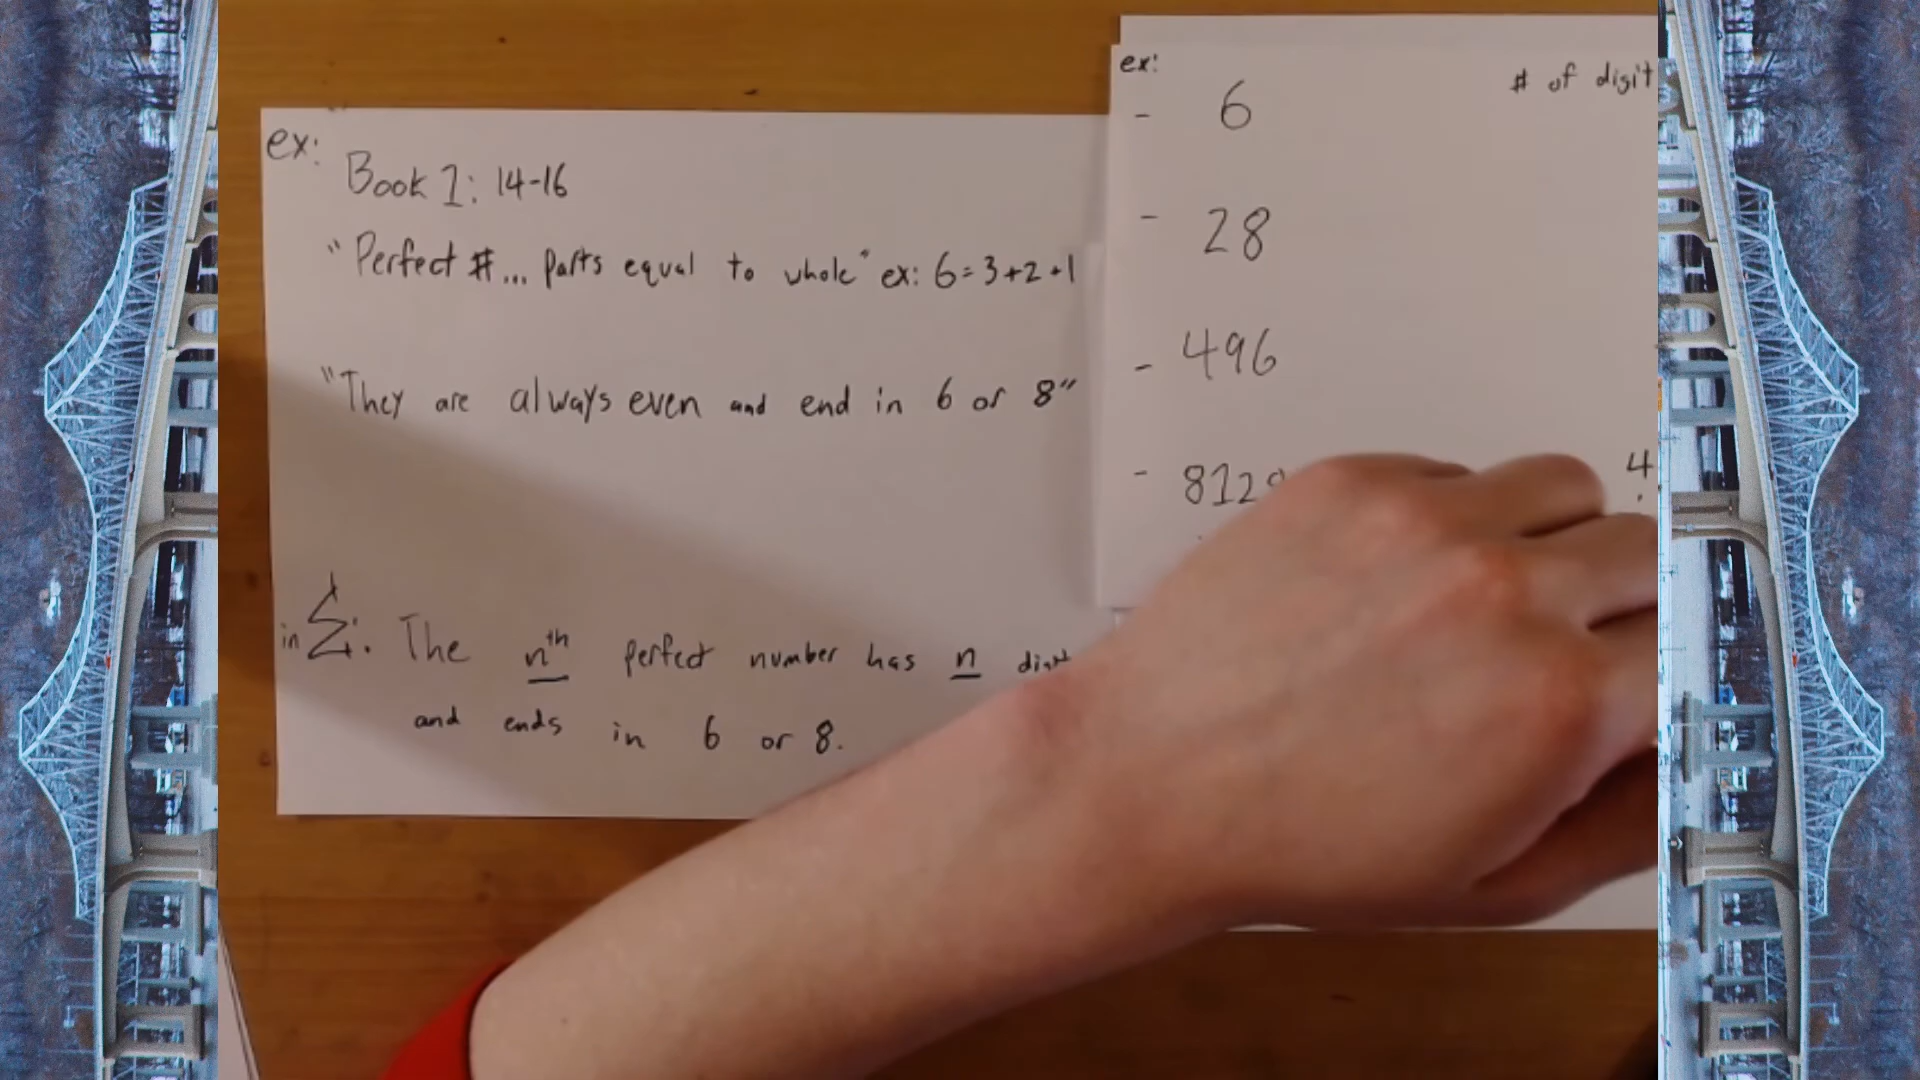 ex:
Book 1: 14-16
"Perfect #... parts equal to whole" ex: 6=3+2+1
"They are always even and end in 6 or 8"
in Σ: The nth perfect number has n
and ends in 6 or 8.
ex:
# of digit
- 6
- 28
- 496
- 812
4